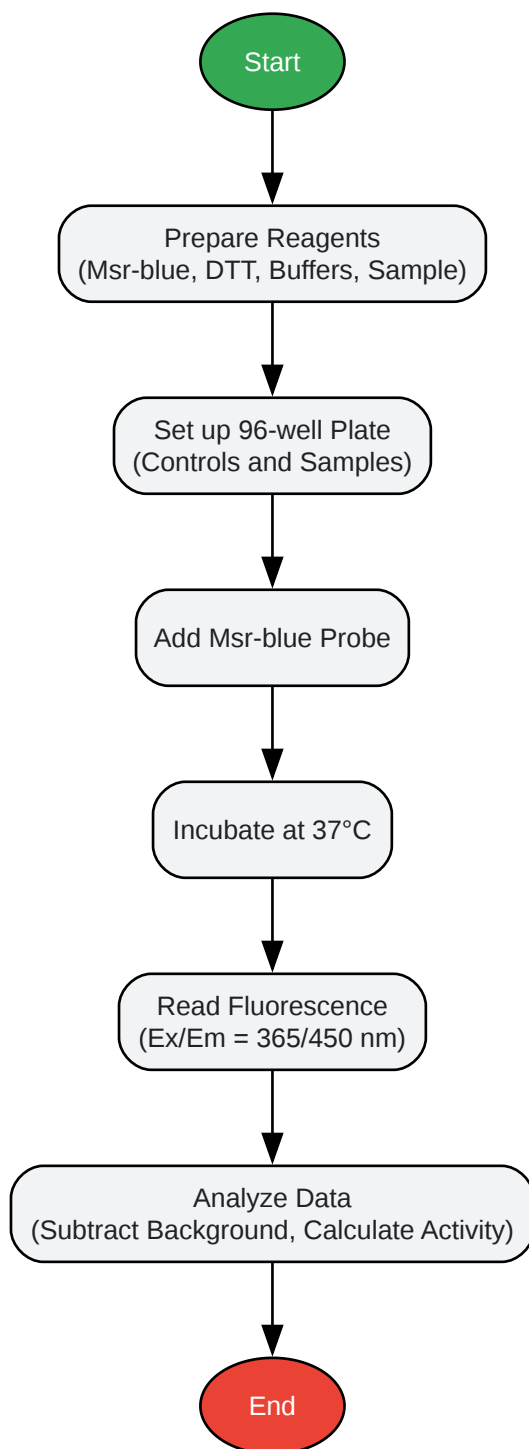 Start
Prepare Reagents
(Msr-blue, DTT, Buffers, Sample)
Set up 96-well Plate
(Controls and Samples)
Add Msr-blue Probe
Incubate at 37°C
Read Fluorescence
(Ex/Em = 365/450 nm)
Analyze Data
(Subtract Background, Calculate Activity)
End